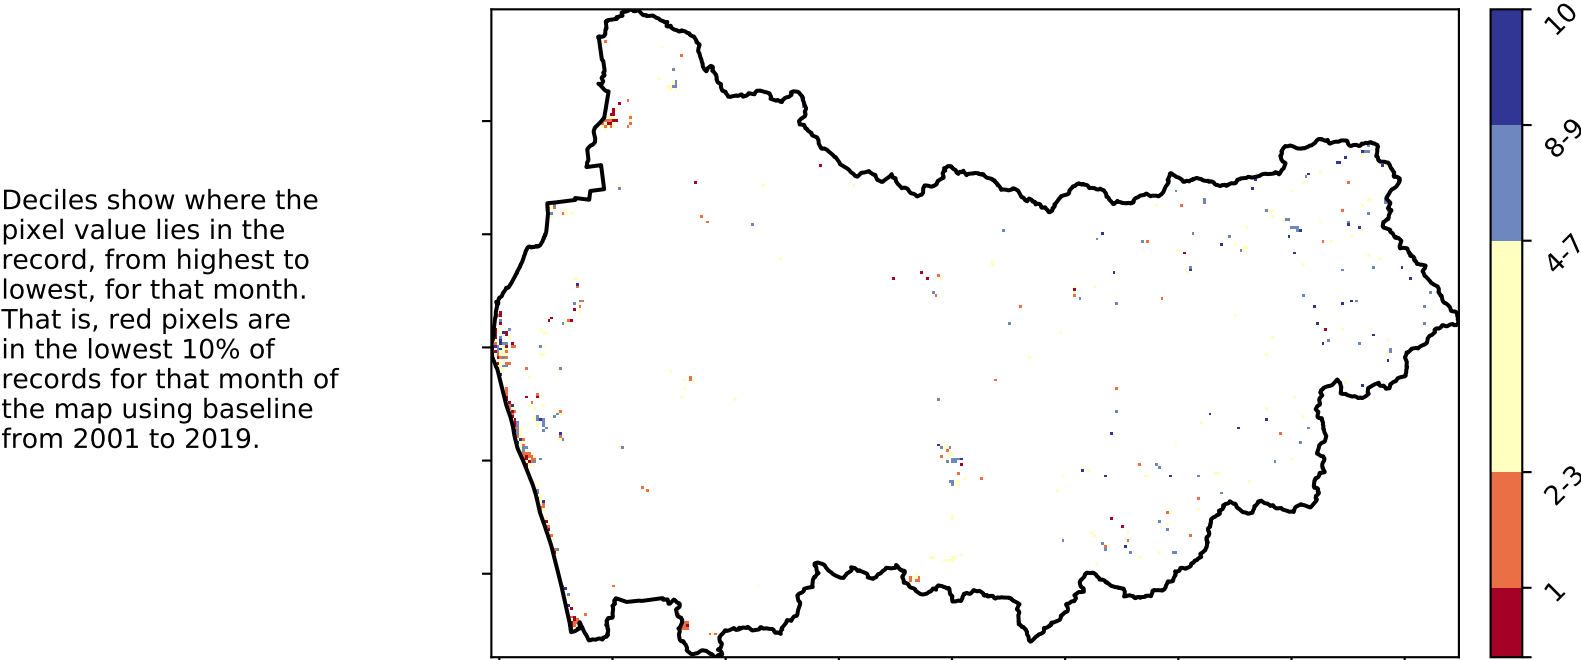 Deciles show where the
pixel value lies in the
record, from highest to
lowest, for that month.
That is, red pixels are
in the lowest 10% of
records for that month of
the map using baseline
from 2001 to 2019.
10
8-9
4-7
2-3
1